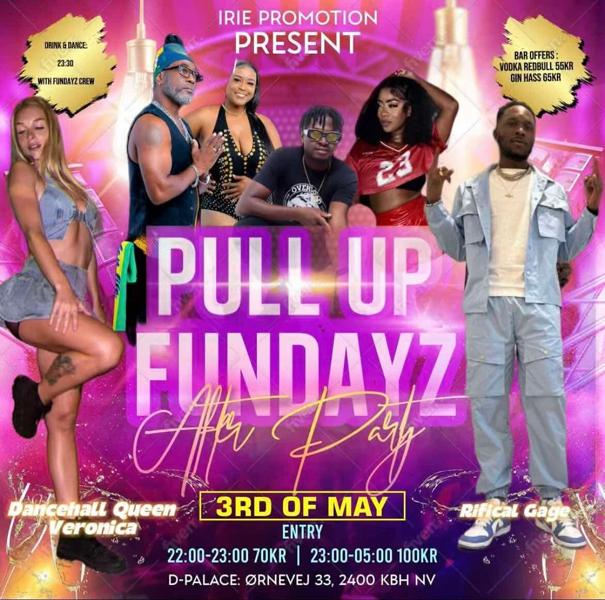 IRIE PROMOTION
PRESENT
DRINK & DANCE:
23:30
WITH FUNDAYZ CREW
BAR OFFERS :
VODKA REDBULL 55KR
GIN HASS 65KR
23
PULL UP
FUNDAYZ
After Party
Dancehall Queen
Veronica
Rifical Gage
3RD OF MAY
ENTRY
22:00-23:00 70KR | 23:00-05:00 100KR
D-PALACE: ØRNEVEJ 33, 2400 KBH NV